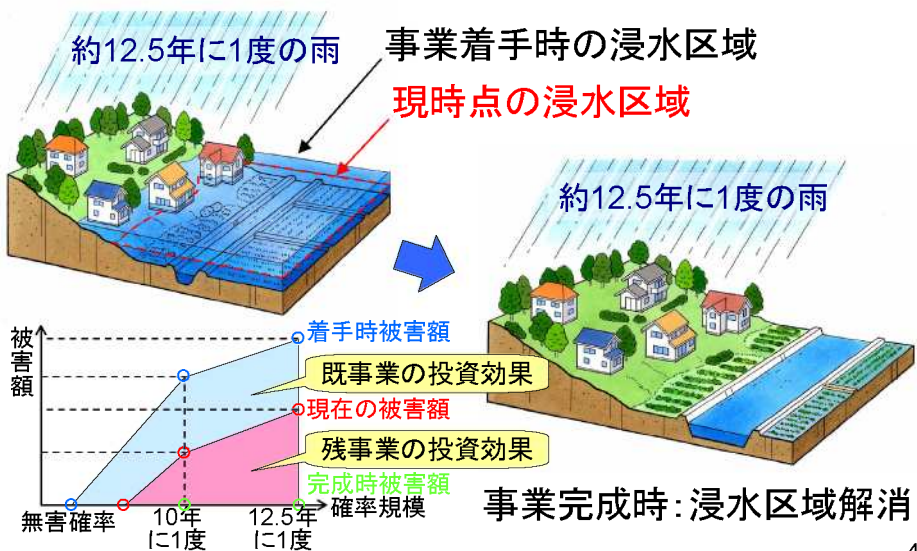 約12.5年に1度の雨
事業着手時の浸水区域
現時点の浸水区域
約12.5年に1度の雨
被害額
着手時被害額
既事業の投資効果
現在の被害額
残事業の投資効果
完成時被害額
無害確率
10年
に1度
12.5年
に1度
確率規模
事業完成時:浸水区域解消
4